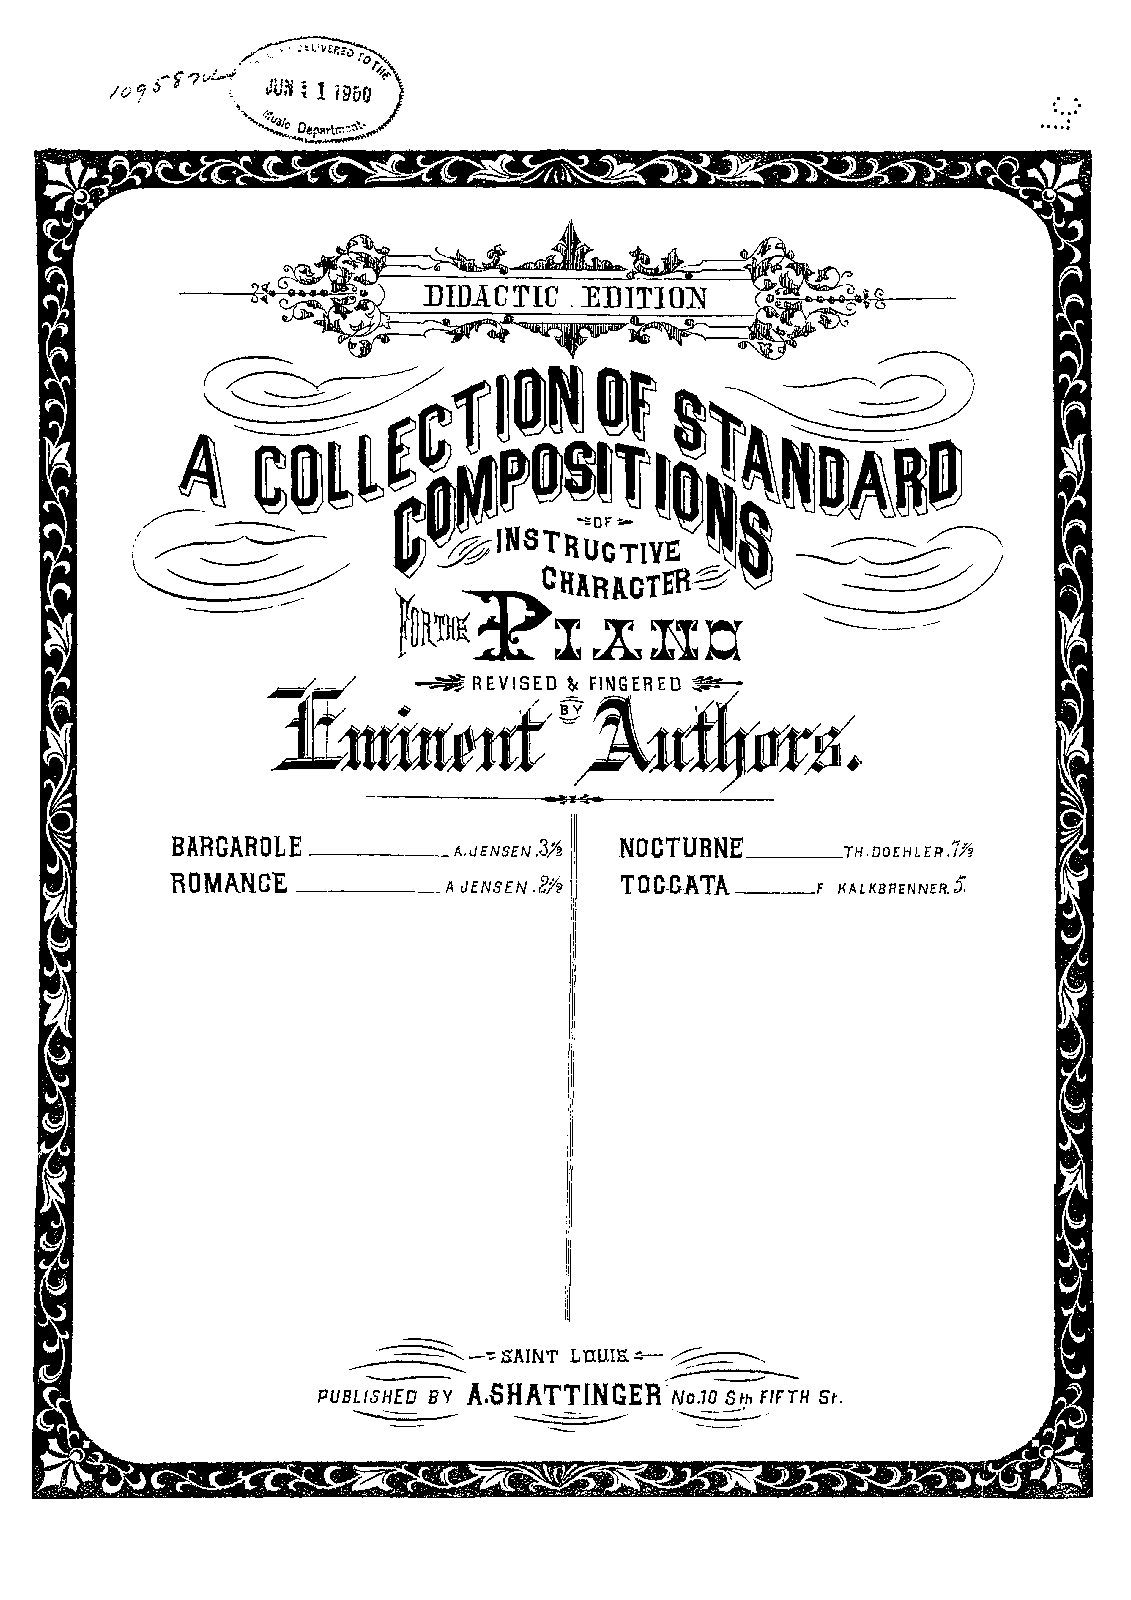 1095872
DELIVERED TO THE
JUN 1 1960
Music Department
DIDACTIC EDITION
A COLLECTION OF STANDARD
COMPOSITIONS
OF
INSTRUCTIVE
CHARACTER
FOR THE PIANO
REVISED & FINGERED
BY
Eminent Authors.
BARCAROLE A. JENSEN. 3½
ROMANCE A JENSEN. 2½
NOCTURNE TH. DOEHLER. 7½
TOCCATA F KALKBRENNER. 5.
SAINT LOUIS
PUBLISHED BY A. SHATTINGER No. 10 Sth FIFTH St.